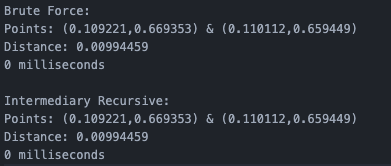 Brute Force:
Points: (0.109221,0.669353) & (0.110112,0.659449)
Distance: 0.00994459
0 milliseconds
Intermediary Recursive:
Points: (0.109221,0.669353) & (0.110112,0.659449)
Distance: 0.00994459
0 milliseconds